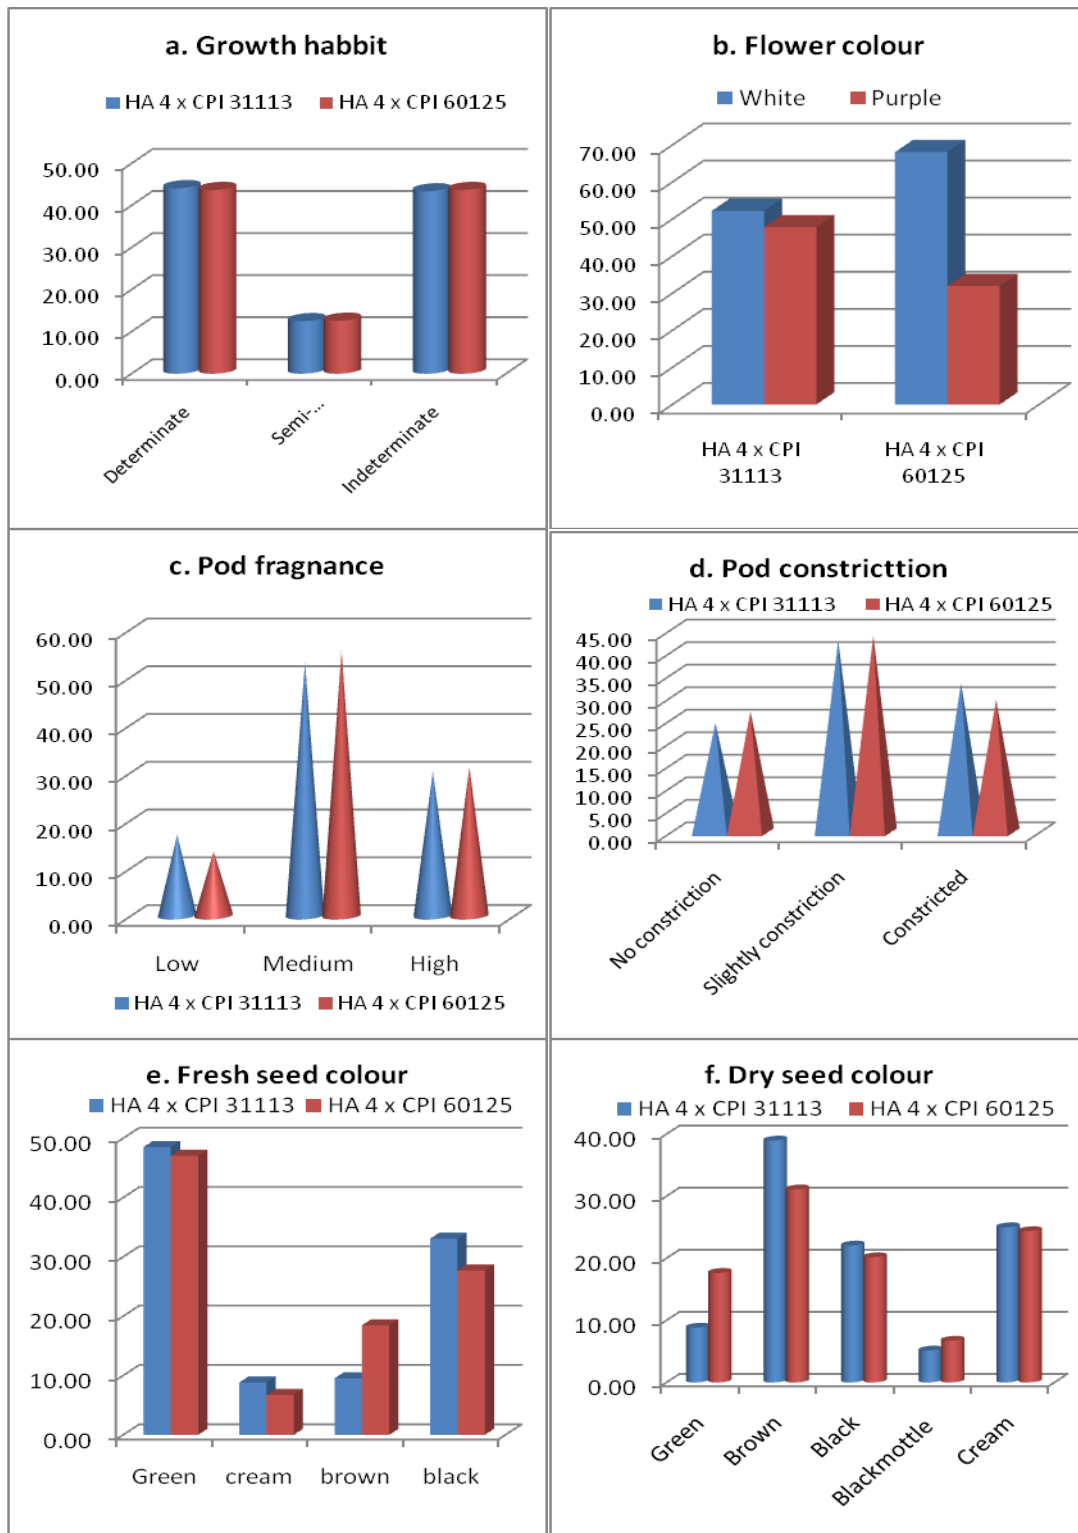 a. Growth habbit
HA 4 x CPI 31113 HA 4 x CPI 60125
50.00
40.00
30.00
20.00
10.00
0.00
Determinate
Semi-...
Indeterminate
b. Flower colour
White Purple
70.00
60.00
50.00
40.00
30.00
20.00
10.00
0.00
HA 4 x CPI 31113
HA 4 x CPI 60125
c. Pod fragnance
60.00
50.00
40.00
30.00
20.00
10.00
0.00
Low Medium High
HA 4 x CPI 31113 HA 4 x CPI 60125
d. Pod constricttion
HA 4 x CPI 31113 HA 4 x CPI 60125
45.00
40.00
35.00
30.00
25.00
20.00
15.00
10.00
5.00
0.00
No constriction
Slightly constriction
Constricted
e. Fresh seed colour
HA 4 x CPI 31113 HA 4 x CPI 60125
50.00
40.00
30.00
20.00
10.00
0.00
Green cream brown black
f. Dry seed colour
HA 4 x CPI 31113 HA 4 x CPI 60125
40.00
30.00
20.00
10.00
0.00
Green
Brown
Black
Blackmottle
Cream